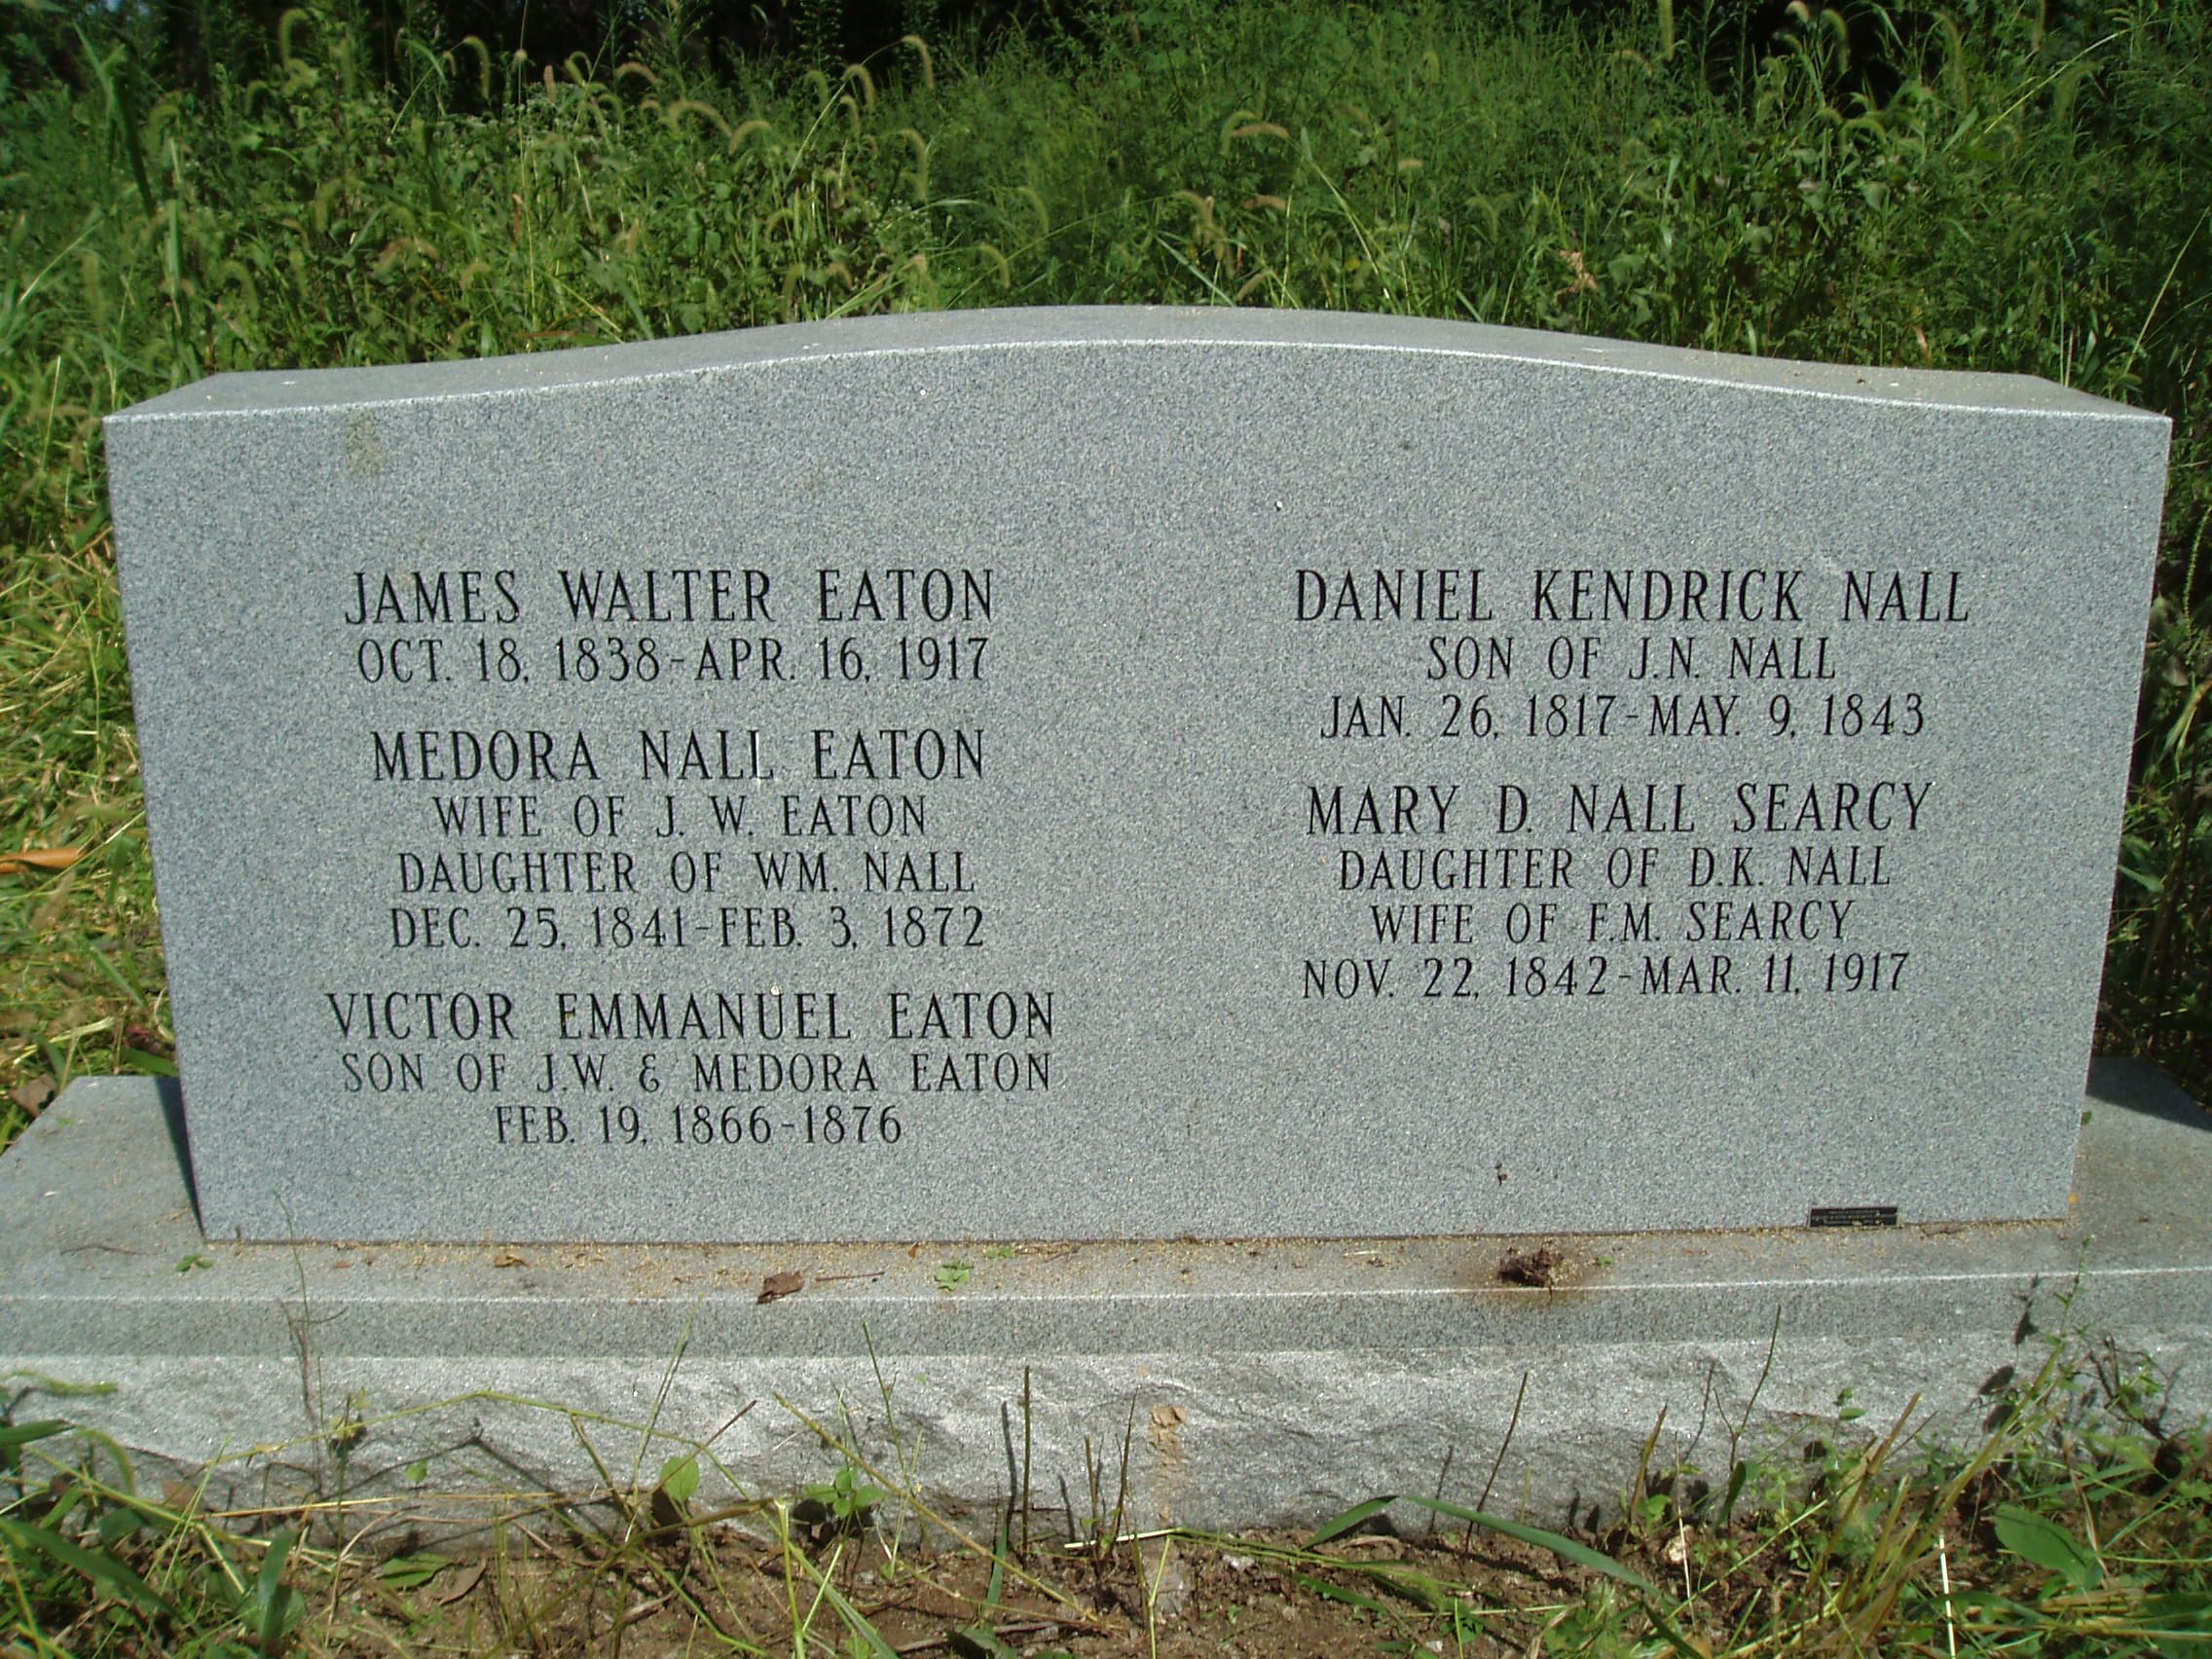 JAMES WALTER EATON
OCT. 18, 1838-APR. 16, 1917
MEDORA NALL EATON
WIFE OF J. W. EATON
DAUGHTER OF WM. NALL
DEC. 25, 1841-FEB. 3, 1872
VICTOR EMMANUEL EATON
SON OF J.W. & MEDORA EATON
FEB. 19, 1866-1876
DANIEL KENDRICK NALL
SON OF J.N. NALL
JAN. 26, 1817-MAY. 9, 1843
MARY D. NALL SEARCY
DAUGHTER OF D.K. NALL
WIFE OF F.M. SEARCY
NOV. 22, 1842-MAR. 11, 1917